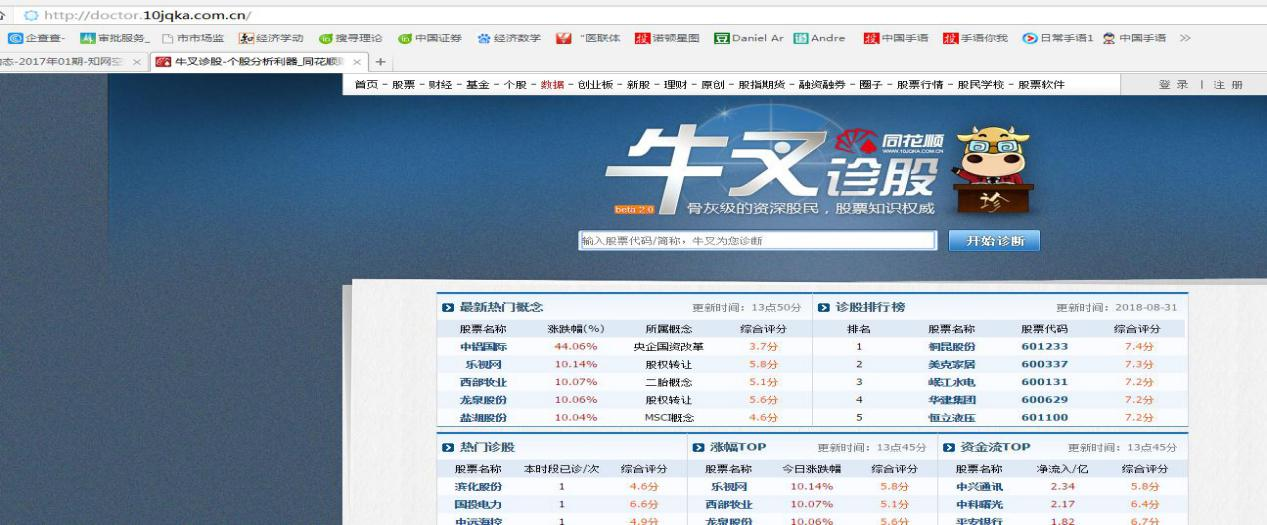 http://doctor.10jqka.com.cn/
企查查- 审批服务_ 市市场监 经济学动 搜寻理论 中国证券 经济数学 "医联体 诺顿星图 Daniel Ar Andre 中国手语 手语你我 日常手语1 中国手语 >>
态-2017年01期-知网空 × 牛叉诊股-个股分析利器_同花顺 × +
首页 - 股票 - 财经 - 基金 - 个股 - 数据 - 创业板 - 新股 - 理财 - 原创 - 股指期货 - 融资融券 - 圈子 - 股票行情 - 股民学校 - 股票软件 登 录 | 注 册
牛叉诊股 同花顺
WWW.10JQKA.COM.CN
beta 2.0 骨灰级的资深股民，股票知识权威
诊
输入股票代码/简称，牛叉为您诊断 开始诊断
最新热门概念 更新时间：13点50分 诊股排行榜 更新时间：2018-08-31
股票名称 涨跌幅(%) 所属概念 综合评分 排名 股票名称 股票代码 综合评分
中铝国际 44.06% 央企国资改革 3.7分 1 桐昆股份 601233 7.4分
乐视网 10.14% 股权转让 5.8分 2 美克家居 600337 7.3分
西部牧业 10.07% 二胎概念 5.1分 3 岷江水电 600131 7.2分
龙泉股份 10.06% 股权转让 5.6分 4 华建集团 600629 7.2分
盐湖股份 10.04% MSCI概念 4.6分 5 恒立液压 601100 7.2分
热门诊股 涨幅TOP 更新时间：13点45分 资金流TOP 更新时间：13点45分
股票名称 本时段已诊/次 综合评分 股票名称 今日涨跌幅 综合评分 股票名称 净流入/亿 综合评分
滨化股份 1 4.6分 乐视网 10.14% 5.8分 中兴通讯 2.34 5.8分
国投电力 1 6.6分 西部牧业 10.07% 5.1分 中科曙光 2.17 6.4分
中远海控 1 4.9分 龙泉股份 10.06% 5.6分 平安银行 1.82 6.7分